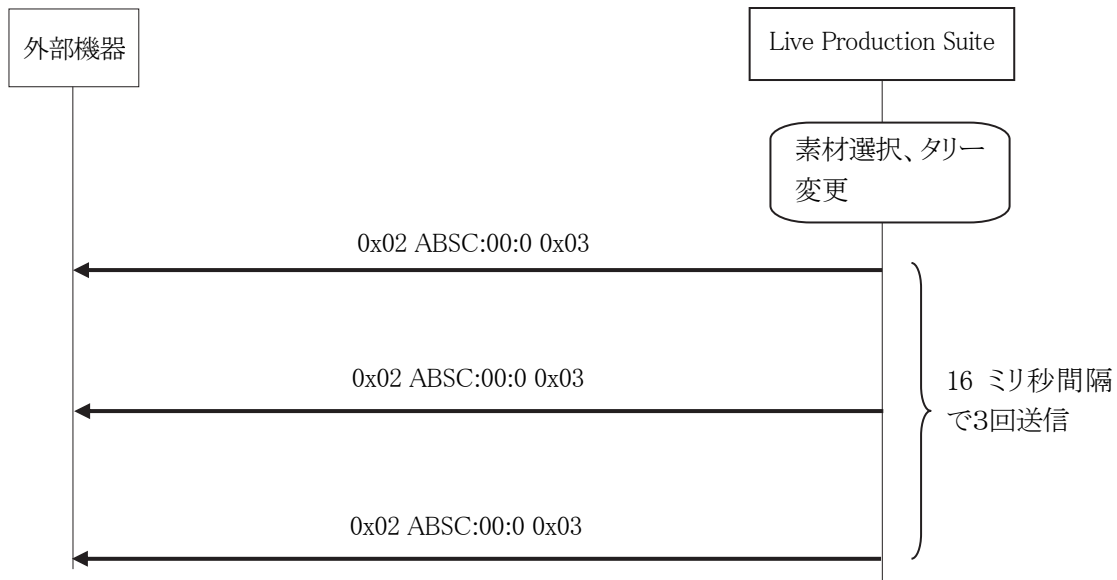 外部機器
Live Production Suite
素材選択、タリー
変更
0x02 ABSC:00:0 0x03
0x02 ABSC:00:0 0x03
16 ミリ秒間隔
で3回送信
0x02 ABSC:00:0 0x03